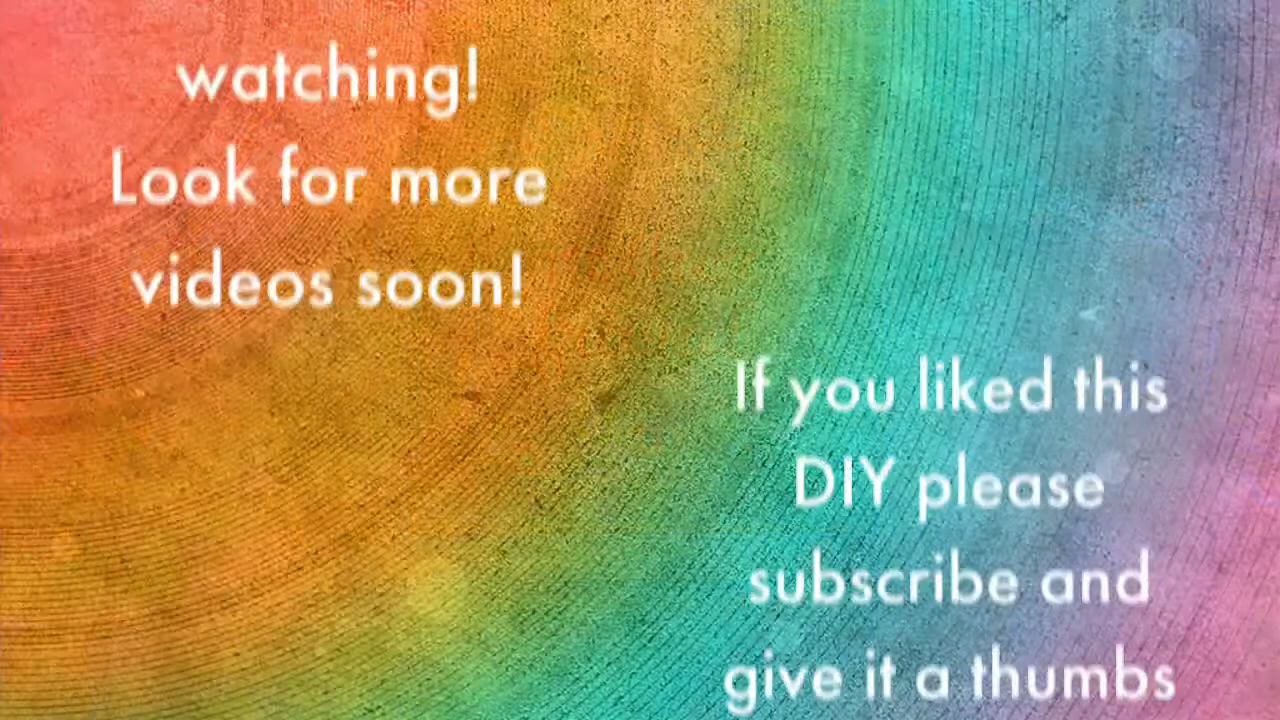 watching!
Look for more
videos soon!
If you liked this
DIY please
subscribe and
give it a thumbs